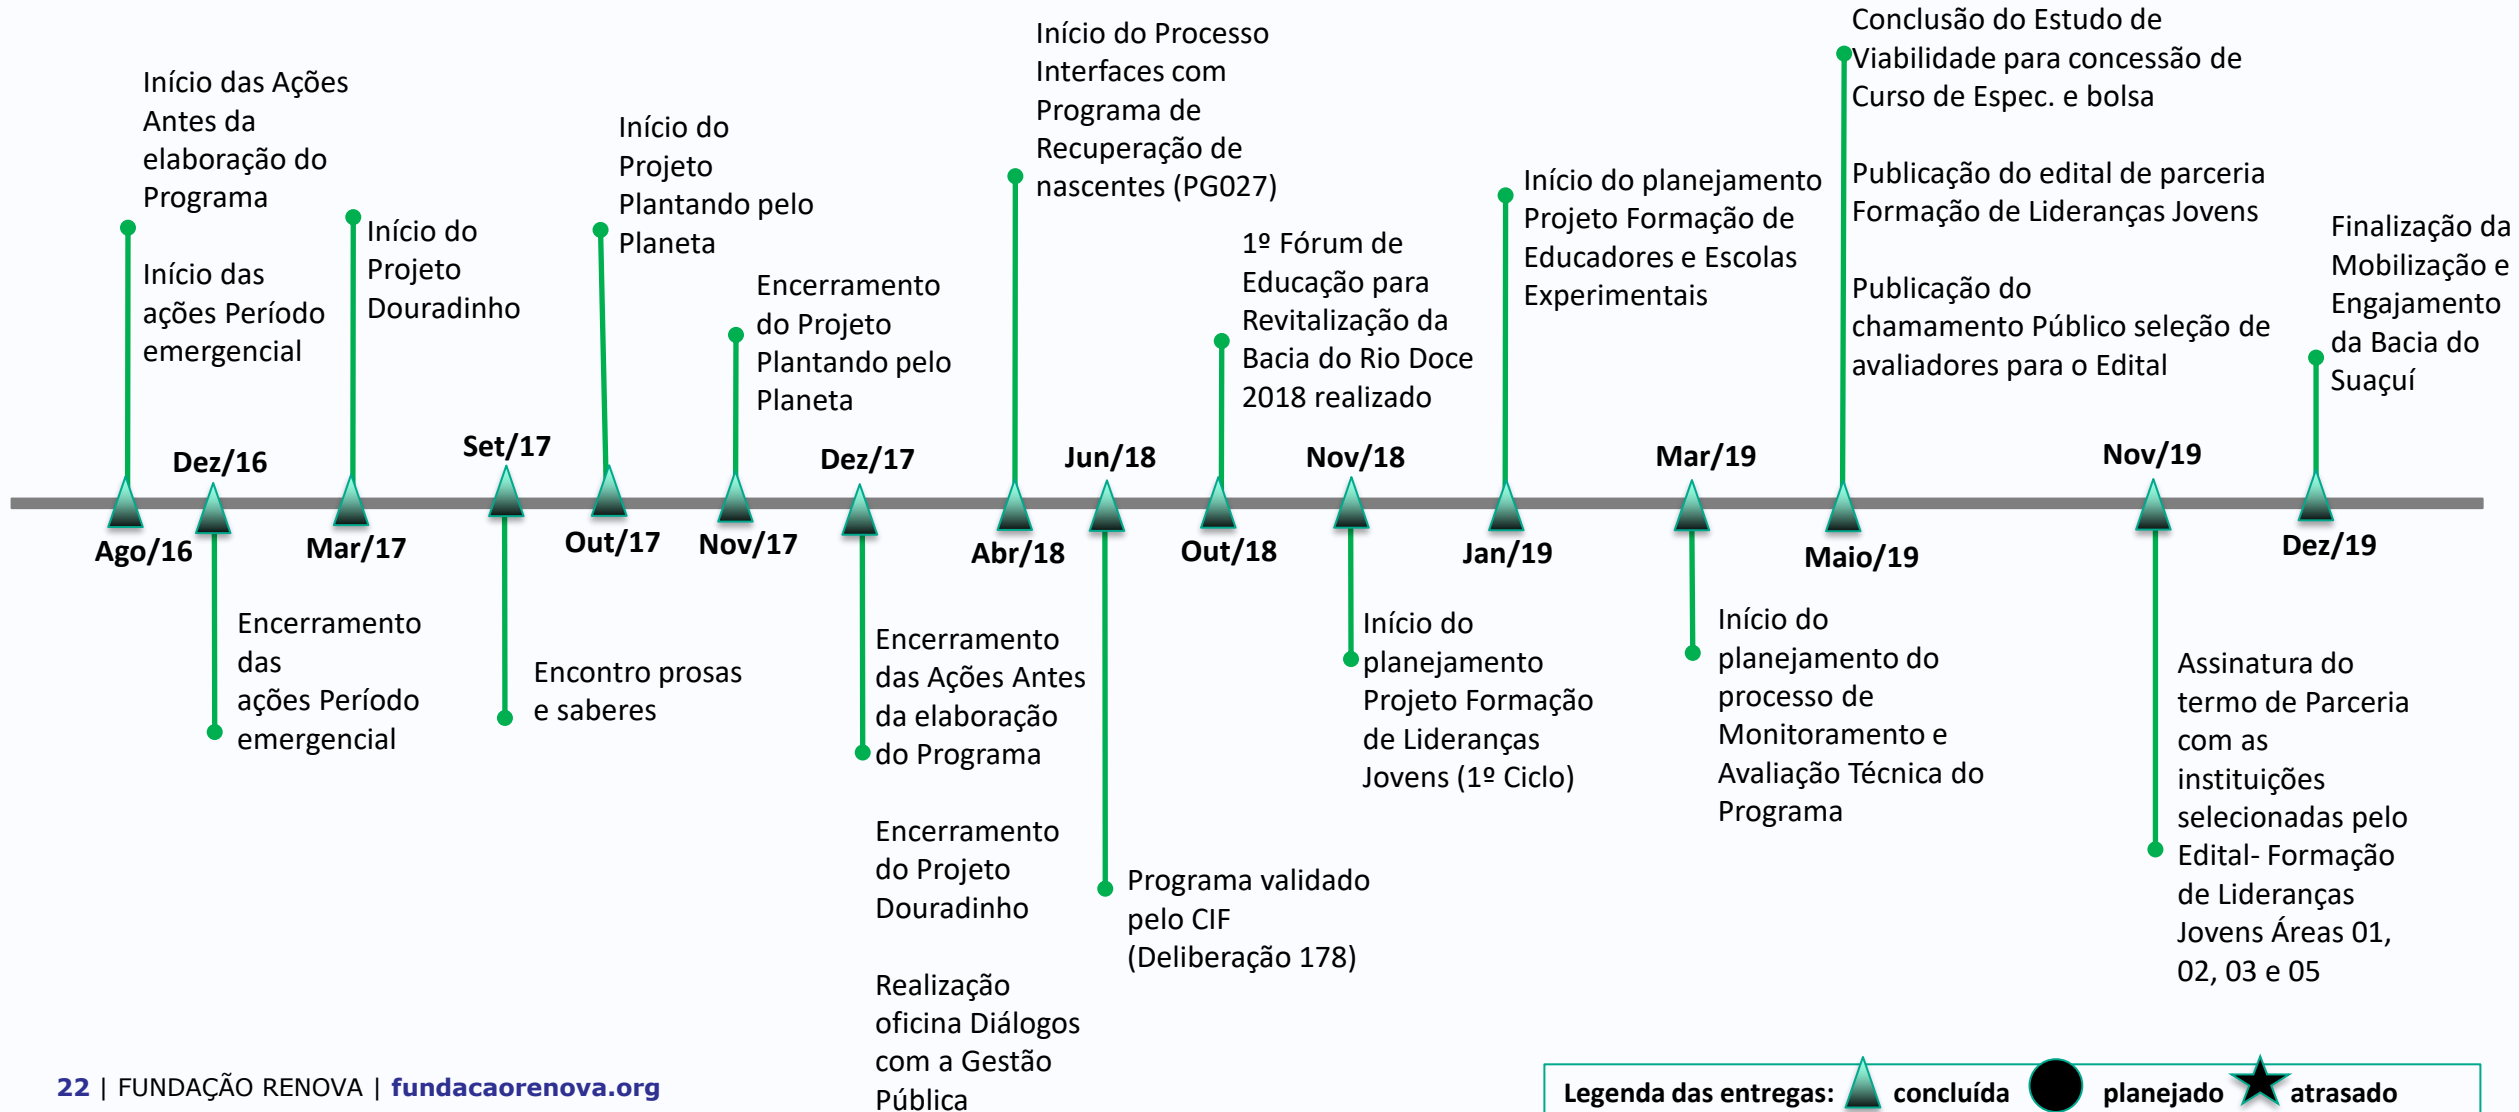 Início das Ações
Antes da
elaboração do
Programa
Início das
ações Período
emergencial
Ago/16
Dez/16
Encerramento
das
ações Período
emergencial
Início do
Projeto
Douradinho
Mar/17
Set/17
Encontro prosas
e saberes
Início do
Projeto
Plantando pelo
Planeta
Out/17
Encerramento
do Projeto
Plantando pelo
Planeta
Nov/17
Dez/17
Encerramento
das Ações Antes
da elaboração
do Programa
Encerramento
do Projeto
Douradinho
Realização
oficina Diálogos
com a Gestão
Pública
Início do Processo
Interfaces com
Programa de
Recuperação de
nascentes (PG027)
Abr/18
Jun/18
Programa validado
pelo CIF
(Deliberação 178)
1º Fórum de
Educação para
Revitalização da
Bacia do Rio Doce
2018 realizado
Out/18
Nov/18
Início do
planejamento
Projeto Formação
de Lideranças
Jovens (1º Ciclo)
Início do planejamento
Projeto Formação de
Educadores e Escolas
Experimentais
Jan/19
Mar/19
Início do
planejamento do
processo de
Monitoramento e
Avaliação Técnica do
Programa
Conclusão do Estudo de
Viabilidade para concessão de
Curso de Espec. e bolsa
Publicação do edital de parceria
Formação de Lideranças Jovens
Publicação do
chamamento Público seleção de
avaliadores para o Edital
Maio/19
Nov/19
Assinatura do
termo de Parceria
com as
instituições
selecionadas pelo
Edital- Formação
de Lideranças
Jovens Áreas 01,
02, 03 e 05
Finalização da
Mobilização e
Engajamento
da Bacia do
Suaçuí
Dez/19
22 | FUNDAÇÃO RENOVA | fundacaorenova.org
Legenda das entregas: concluída planejado atrasado